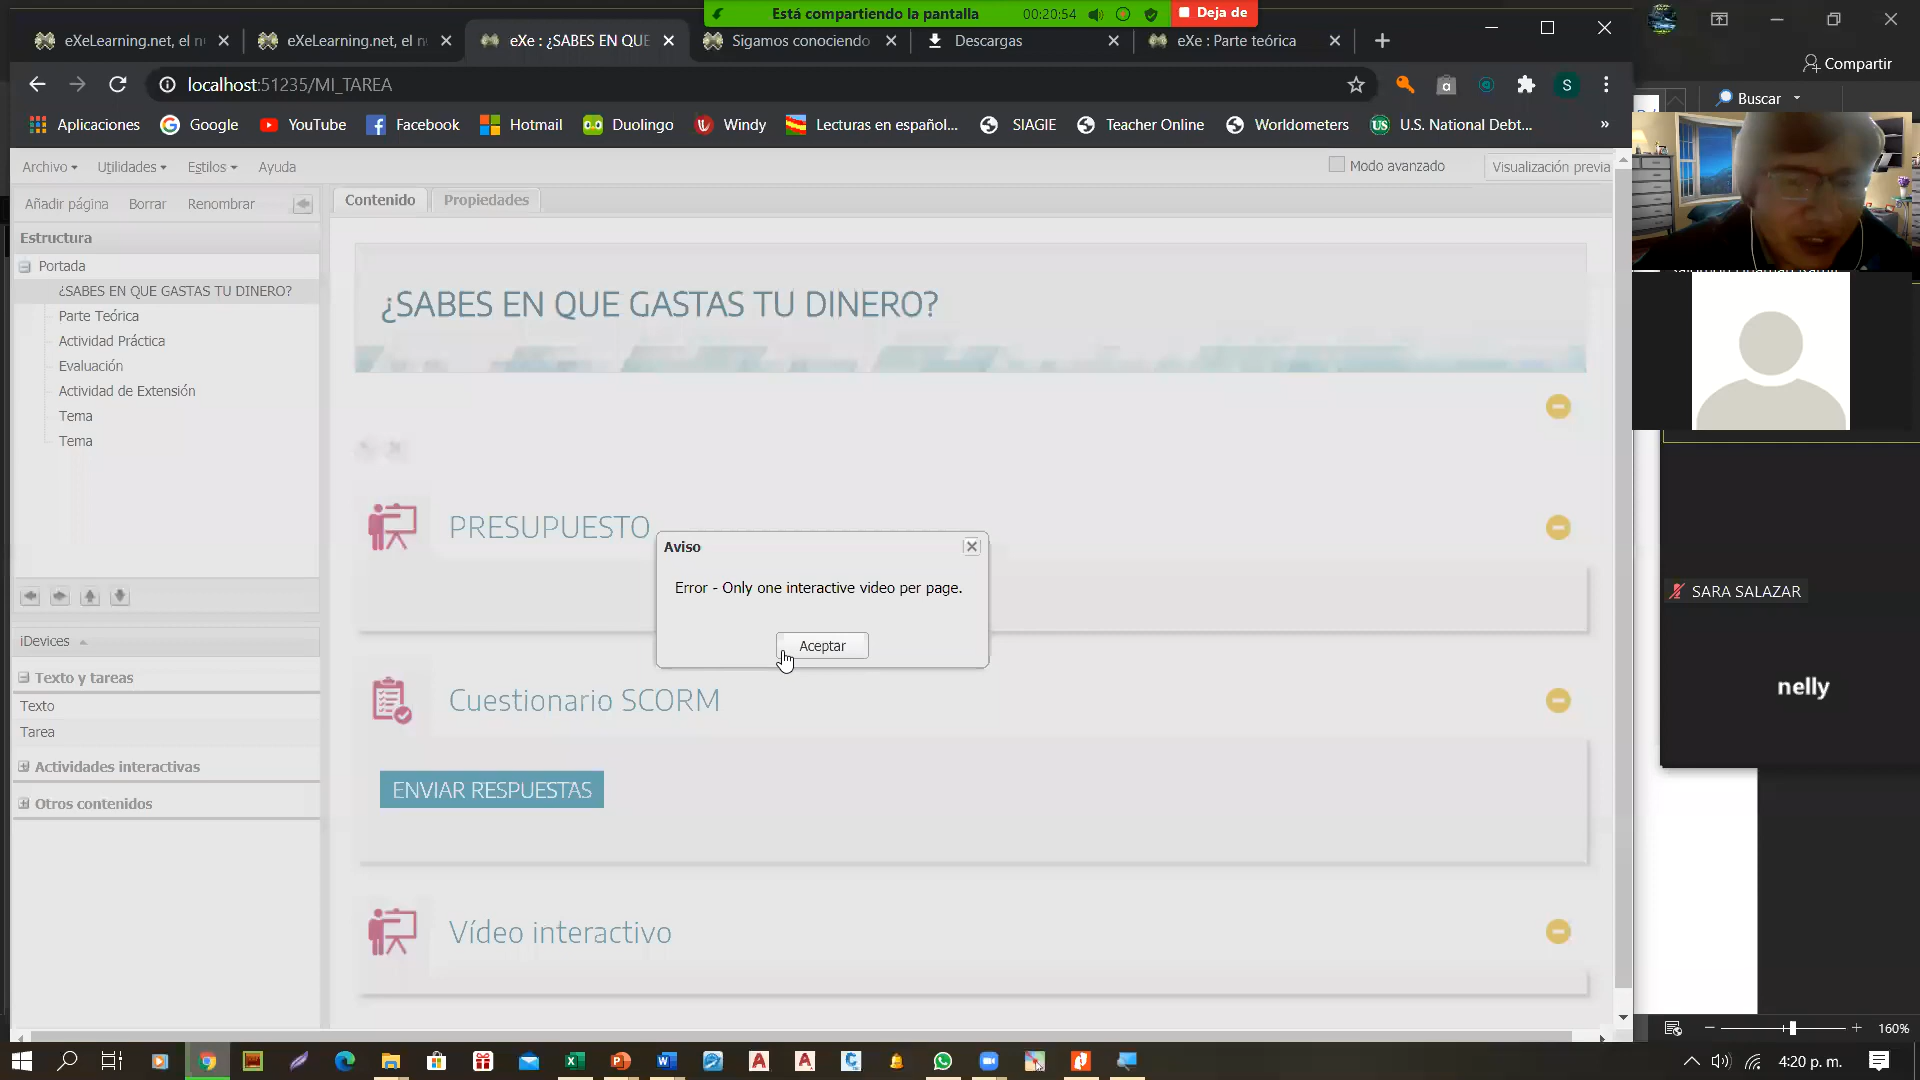 Está compartiendo la pantalla
00:20:54
Deja de
eXeLearning.net, el n
eXeLearning.net, el n
eXe : ¿SABES EN QUE
Sigamos conociendo
Descargas
eXe : Parte teórica
Compartir
localhost:51235/MI_TAREA
S
Buscar
Aplicaciones
Google
YouTube
Facebook
Hotmail
Duolingo
Windy
Lecturas en español...
SIAGIE
Teacher Online
Worldometers
U.S. National Debt...
»
Archivo
Utilidades
Estilos
Ayuda
Modo avanzado
Visualización previa
Añadir página
Borrar
Renombrar
Contenido
Propiedades
Estructura
Portada
¿SABES EN QUE GASTAS TU DINERO?
Parte Teórica
Actividad Práctica
Evaluación
Actividad de Extensión
Tema
Tema
¿SABES EN QUE GASTAS TU DINERO?
PRESUPUESTO
Aviso
Error - Only one interactive video per page.
Aceptar
SARA SALAZAR
nelly
iDevices
Texto y tareas
Texto
Tarea
Actividades interactivas
Otros contenidos
Cuestionario SCORM
ENVIAR RESPUESTAS
Vídeo interactivo
160%
4:20 p. m.